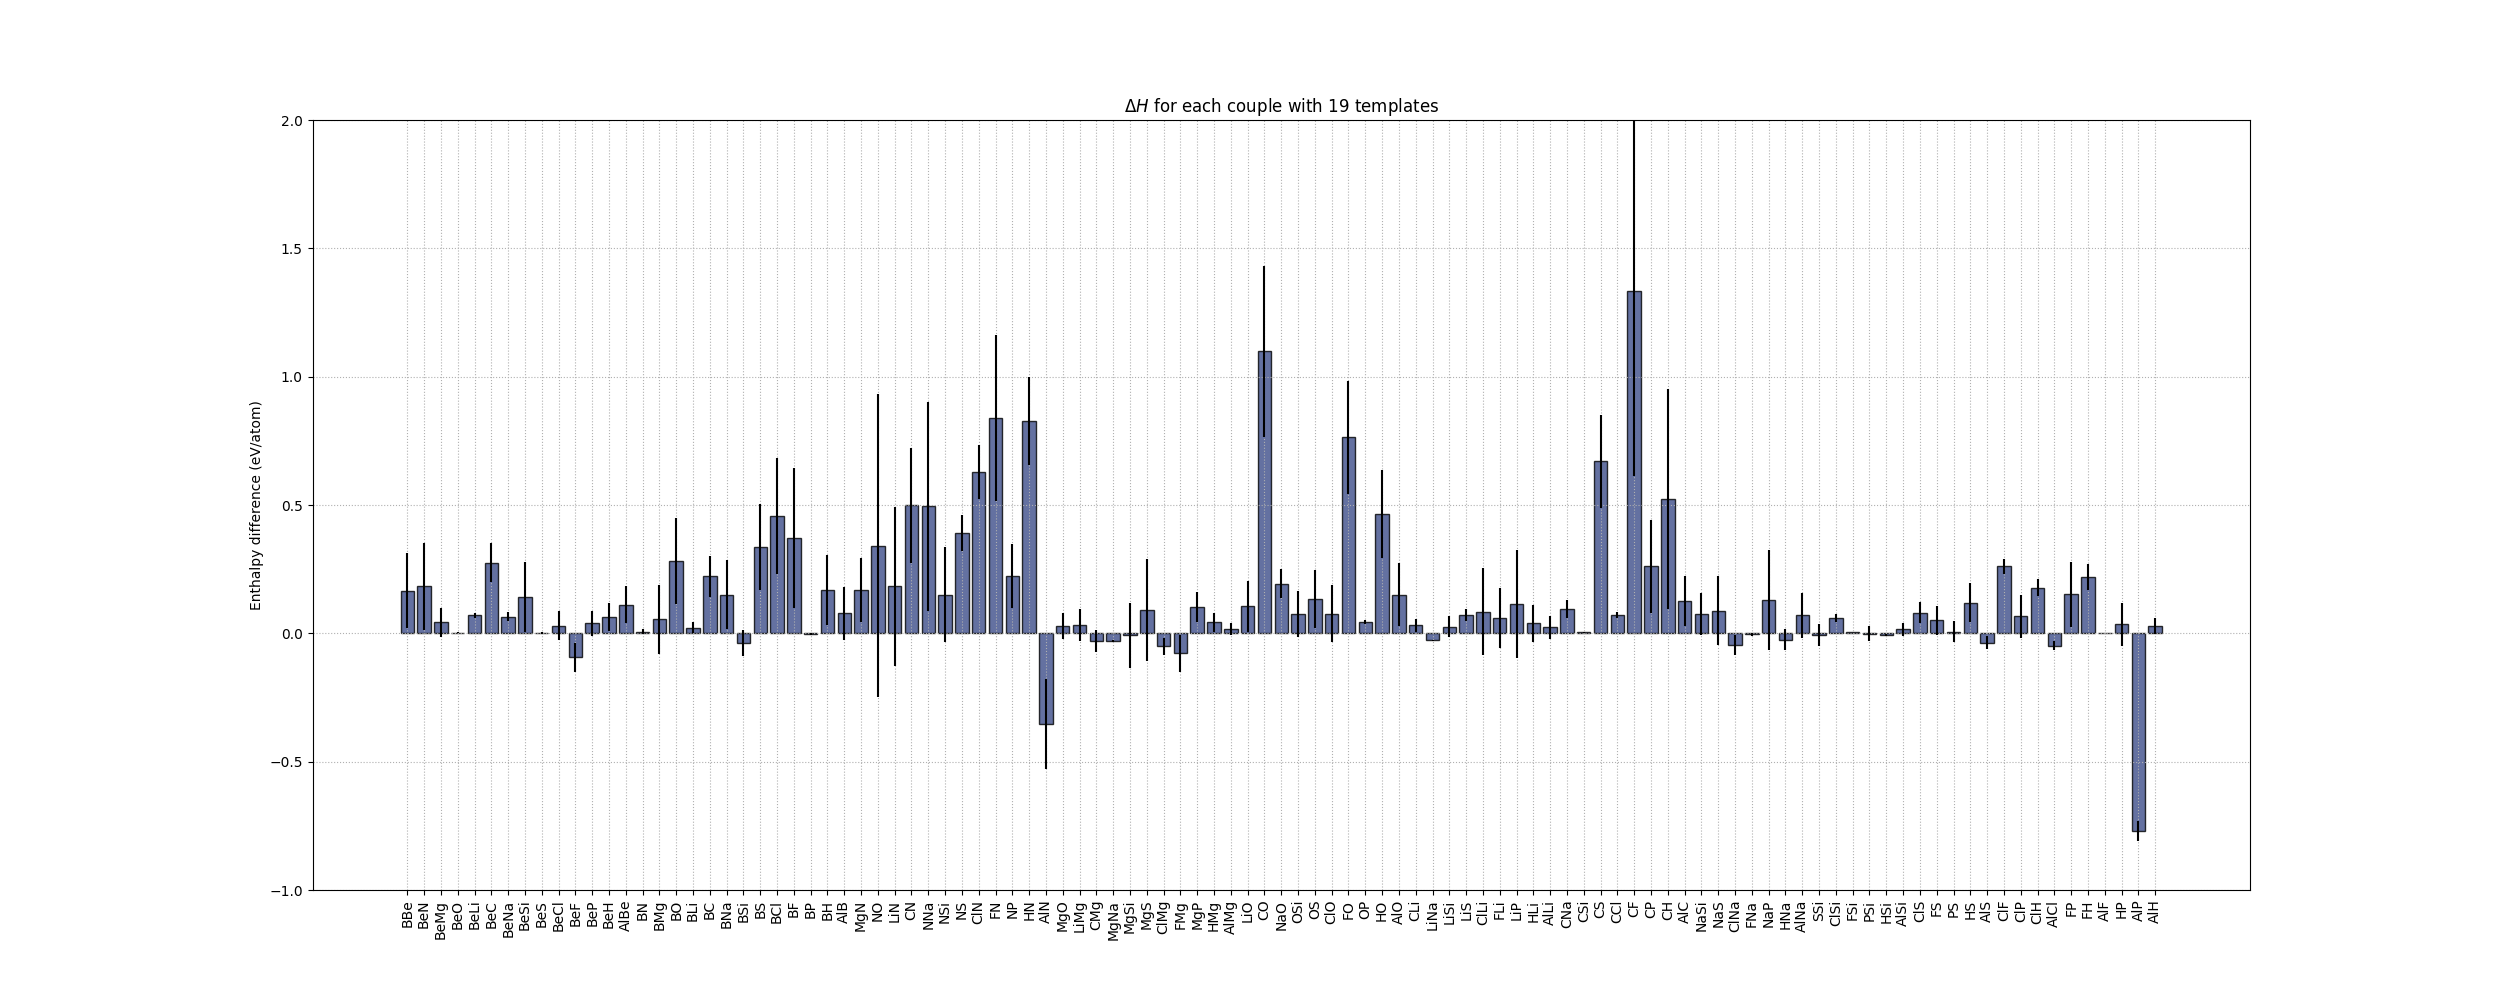 ΔH for each couple with 19 templates
Enthalpy difference (eV/atom)
2.0
1.5
1.0
0.5
0.0
−0.5
−1.0
BBe
BeN
BeMg
BeO
BeLi
BeC
BeNa
BeSi
BeS
BeCl
BeF
BeP
BeH
AlBe
BN
BMg
BO
BLi
BC
BNa
BSi
BS
BCl
BF
BP
BH
AlB
MgN
NO
LiN
CN
NNa
NSi
NS
ClN
FN
NP
HN
AlN
MgO
LiMg
CMg
MgNa
MgSi
MgS
ClMg
FMg
MgP
HMg
AlMg
LiO
CO
NaO
OSi
OS
ClO
FO
OP
HO
AlO
CLi
LiNa
LiSi
LiS
ClLi
FLi
LiP
HLi
AlLi
CNa
CSi
CS
CCl
CF
CP
CH
AlC
NaSi
NaS
ClNa
FNa
NaP
HNa
AlNa
SSi
ClSi
FSi
PSi
HSi
AlSi
ClS
FS
PS
HS
AlS
ClF
ClP
ClH
AlCl
FP
FH
AlF
HP
AlP
AlH